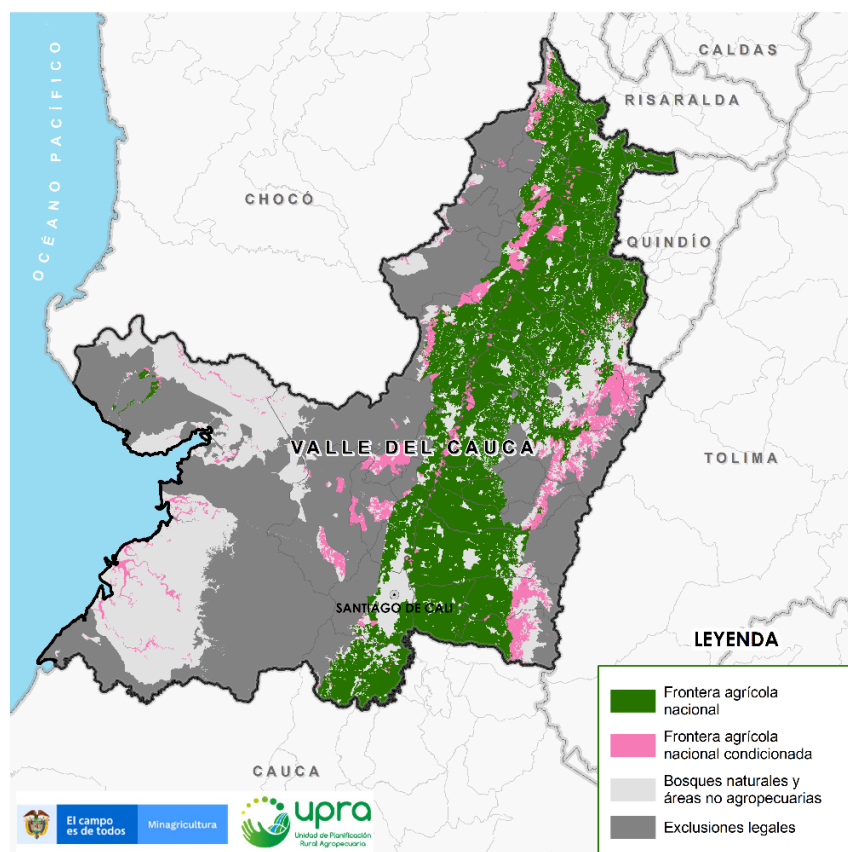 OCÉANO PACÍFICO
CALDAS
RISARALDA
CHOCÓ
QUINDÍO
VALLE DEL CAUCA
TOLIMA
SANTIAGO DE CALI
CAUCA
LEYENDA
Frontera agrícola
nacional
Frontera agrícola
nacional condicionada
Bosques naturales y
áreas no agropecuarias
Exclusiones legales
El campo
es de todos
Minagricultura
upra
Unidad de Planificación
Rural Agropecuaria